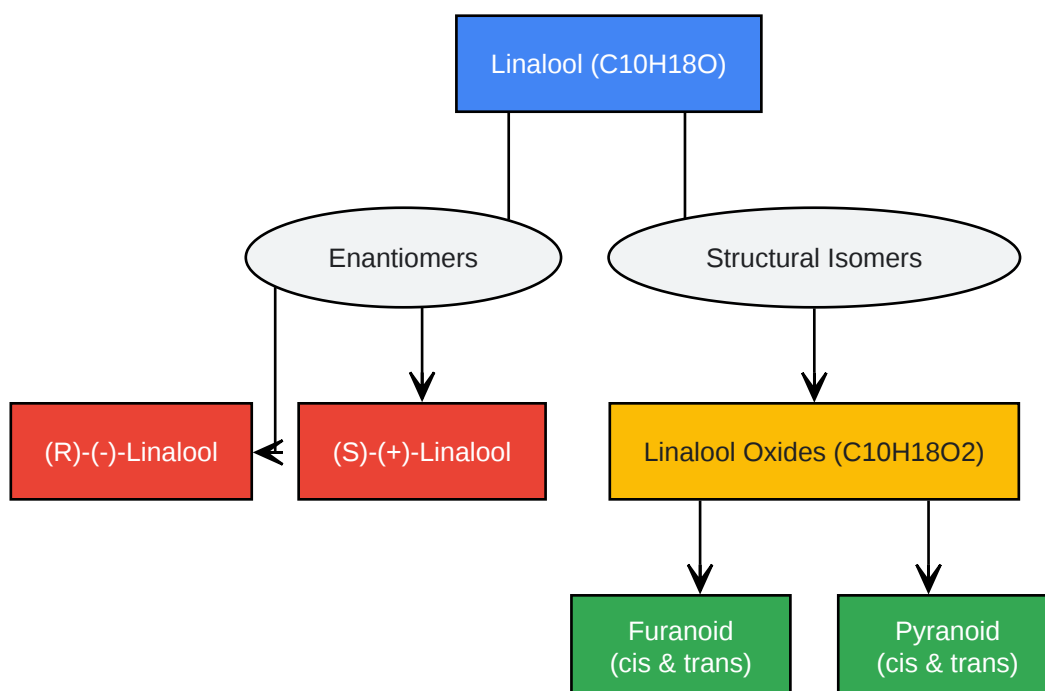 Linalool (C10H18O)
Enantiomers
Structural Isomers
(R)-(-)-Linalool
(S)-(+)-Linalool
Linalool Oxides (C10H18O2)
Furanoid
(cis & trans)
Pyranoid
(cis & trans)